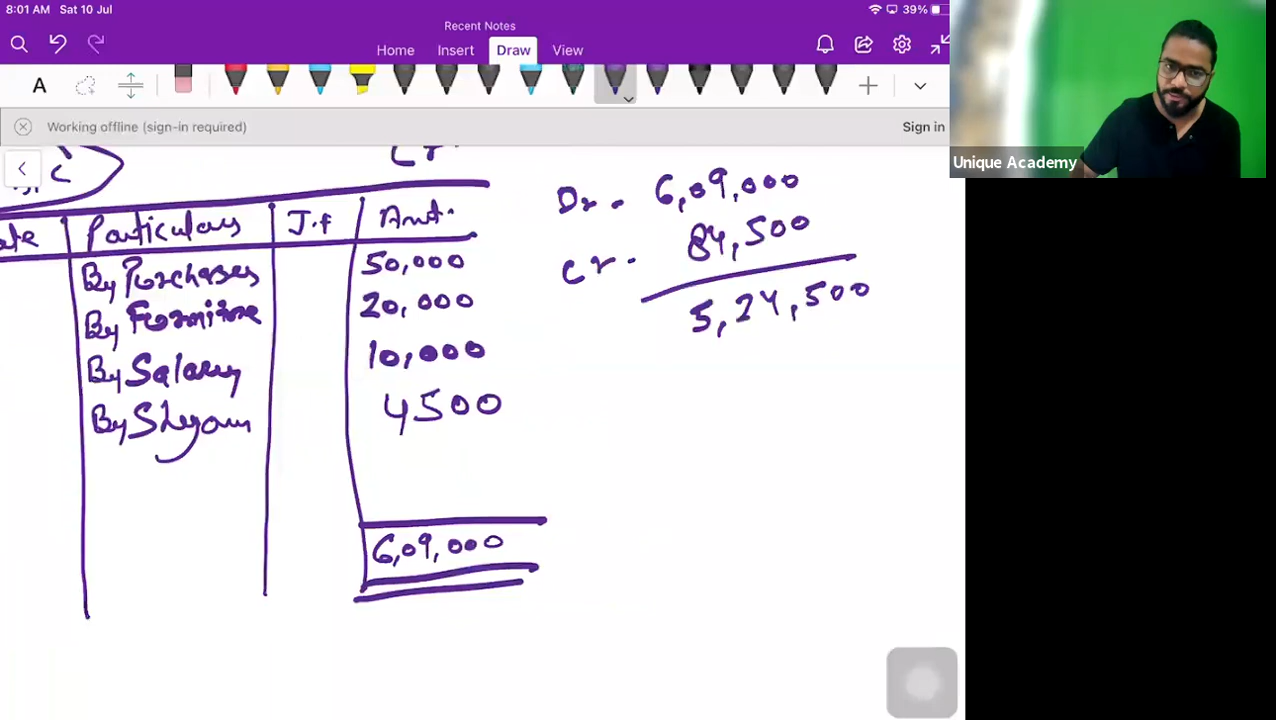 8:01 AM Sat 10 Jul
39%
Recent Notes
Home Insert Draw View
A
Working offline (sign-in required)
Sign in
Unique Academy
Cr.
Particulars J.f Amt.
By Purchases 50,000
By Furniture 20,000
By Salary 10,000
By Shyam 4500
6,09,000
Dr. 6,09,000
Cr. 84,500
5,24,500